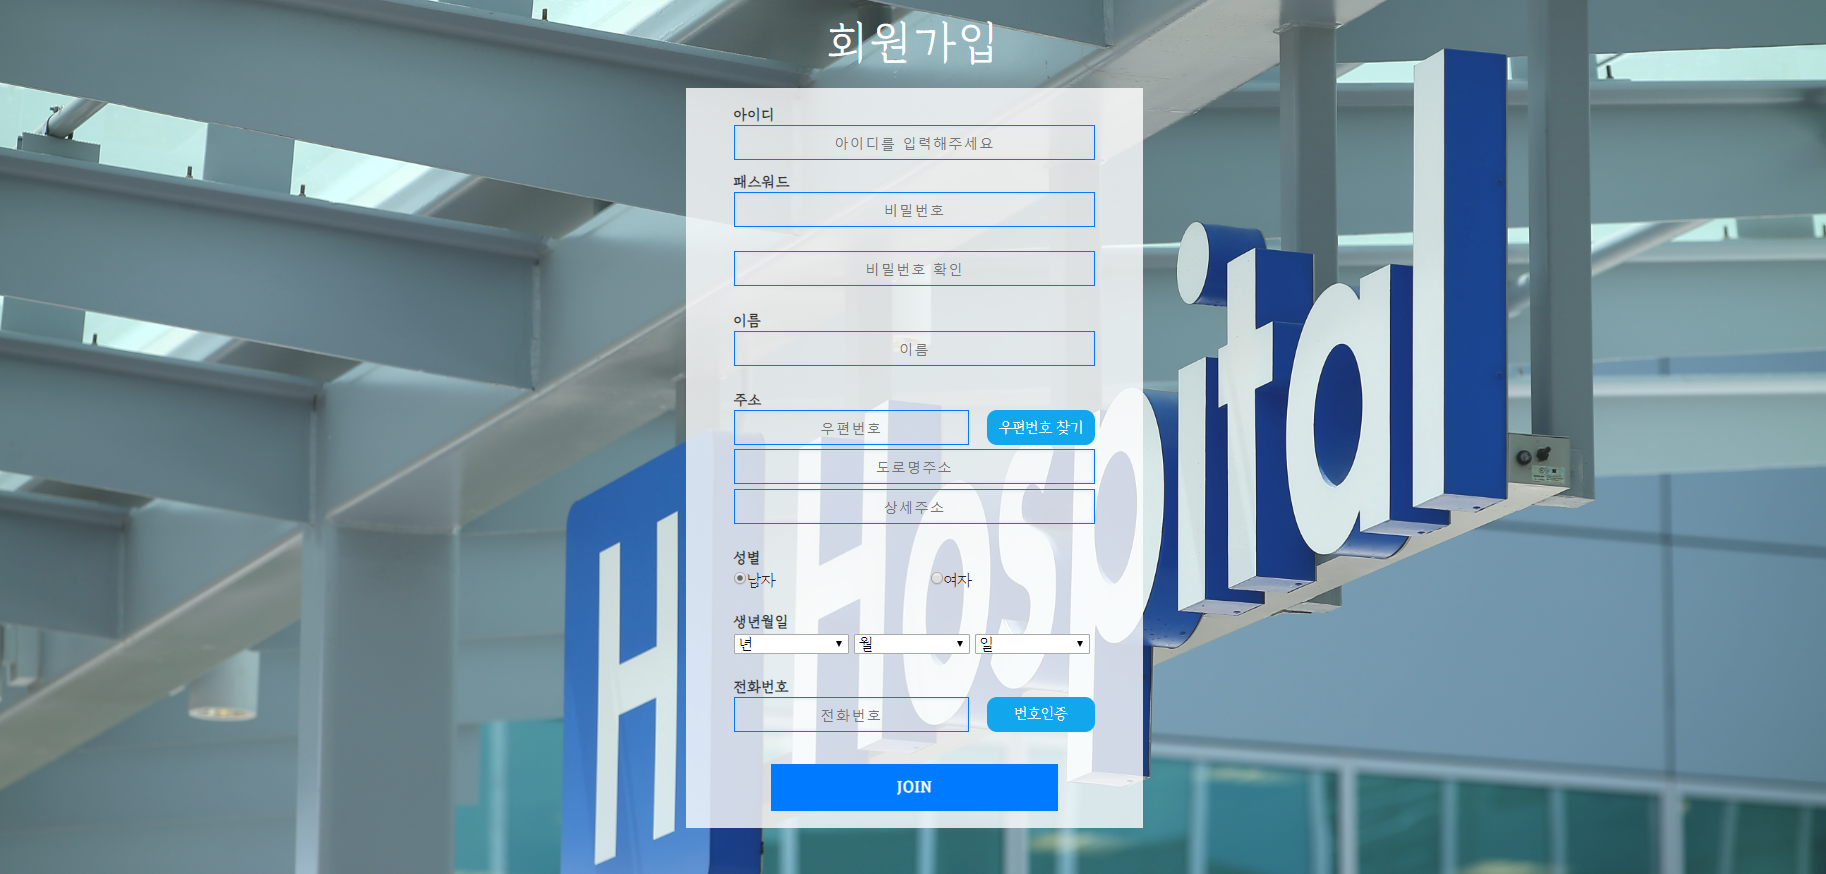 회원가입
아이디
아이디를 입력해주세요
패스워드
비밀번호
비밀번호 확인
이름
이름
주소
우편번호
우편번호 찾기
도로명주소
상세주소
성별
남자 여자
생년월일
년 월 일
전화번호
전화번호
번호인증
JOIN
H Hospital